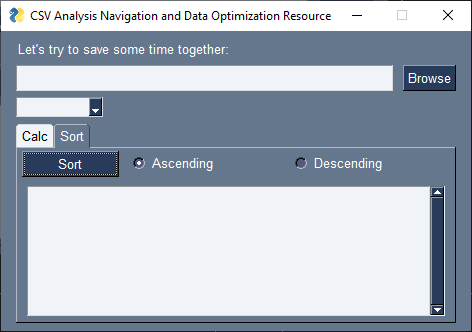 CSV Analysis Navigation and Data Optimization Resource
Let's try to save some time together:
Browse
Calc Sort
Sort Ascending Descending